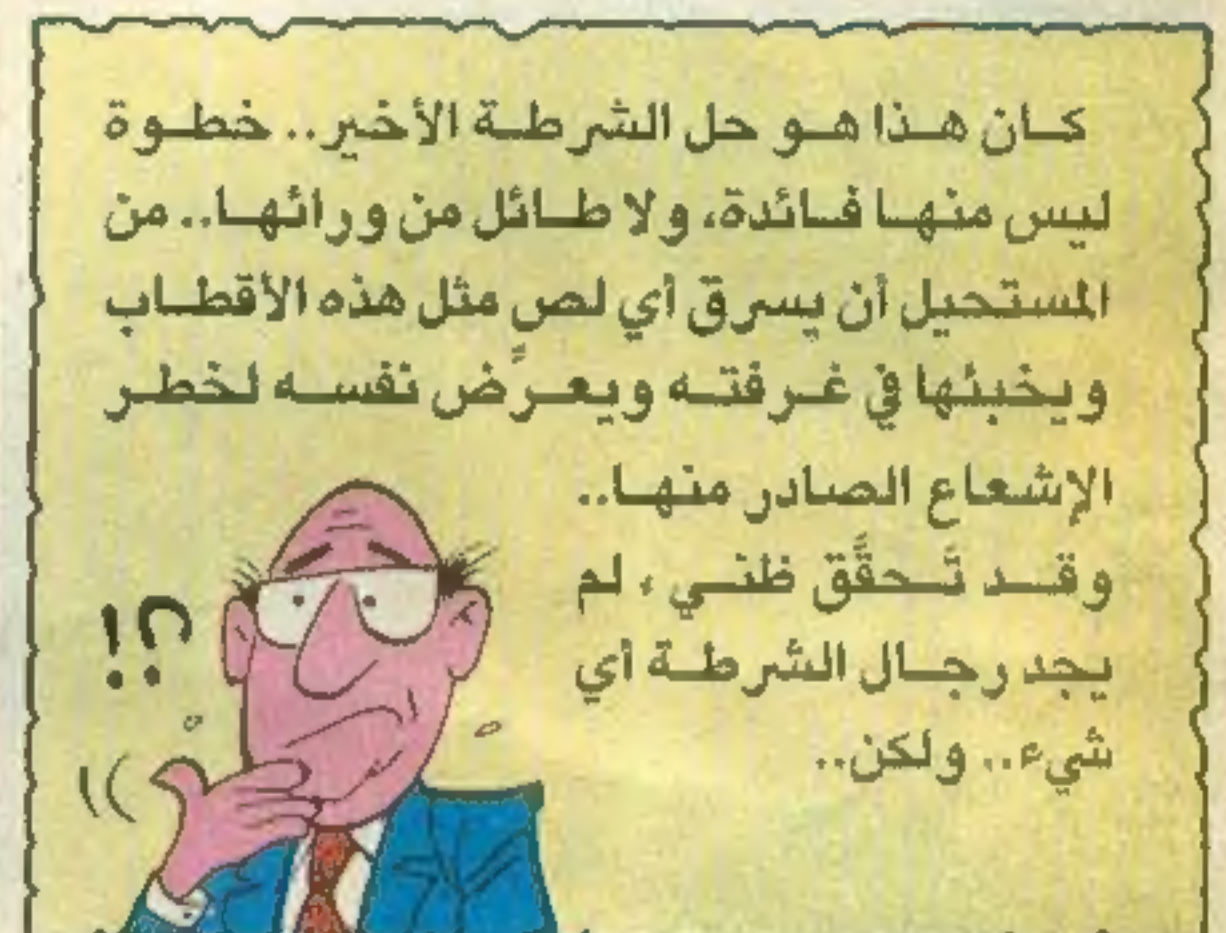 كان هذا هو حل الشرطة الأخير.. خطوة
ليس منها فائدة، ولا طائل من ورائها.. من
المستحيل أن يسرق أي لصٍ مثل هذه الأقطاب
ويخبئها في غرفته ويعرِّض نفسه لخطر
الإشعاع الصادر منها..
وقد تَحقَّق ظني، لم
يجد رجال الشرطة أي
شيء.. ولكن..
؟!